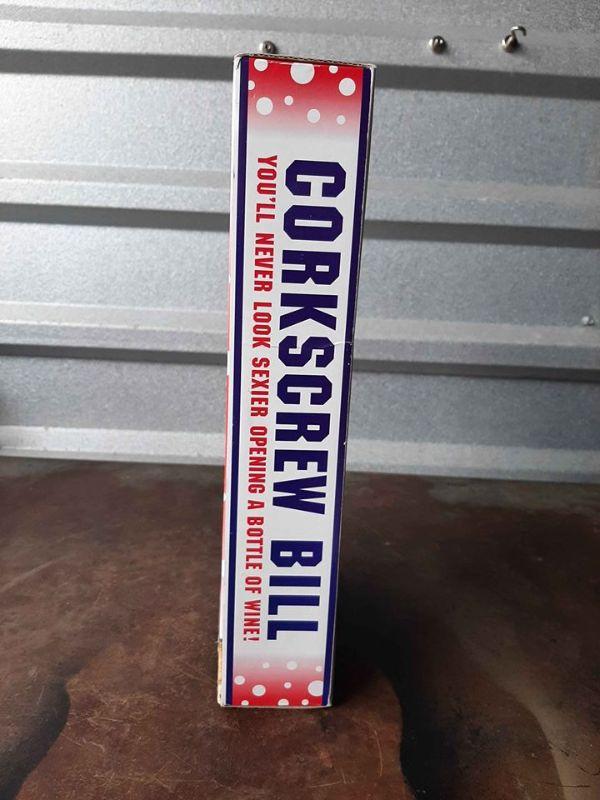 CORKSCREW BILL
YOU'LL NEVER LOOK SEXIER OPENING A BOTTLE OF WINE!